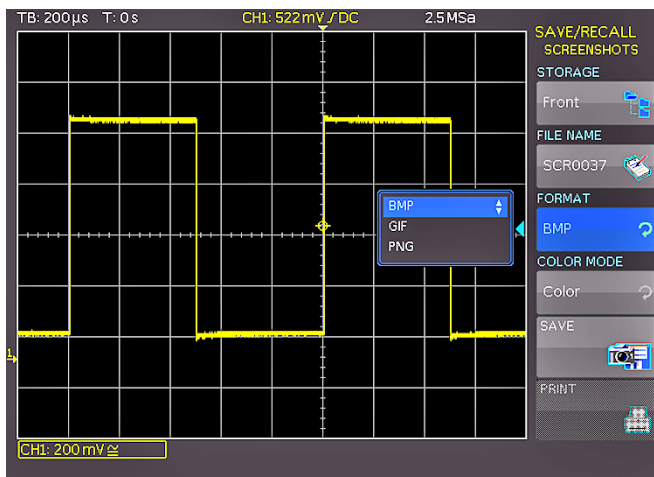 TB: 200µs T: 0s CH1: 522mV / DC 2.5MSa
SAVE/RECALL
SCREENSHOTS
STORAGE
Front
FILE NAME
SCR0037
FORMAT
BMP
BMP
GIF
PNG
COLOR MODE
Color
SAVE
PRINT
1
CH1: 200mV≅